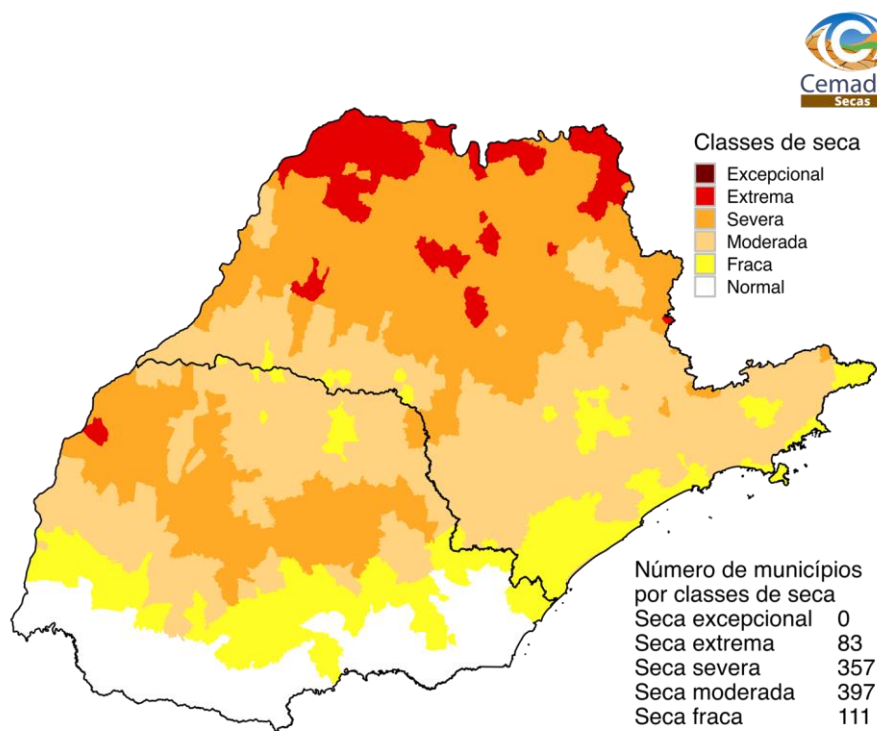 Cemad
Secas
Classes de seca
Excepcional
Extrema
Severa
Moderada
Fraca
Normal
Número de municípios
por classes de seca
Seca excepcional 0
Seca extrema 83
Seca severa 357
Seca moderada 397
Seca fraca 111